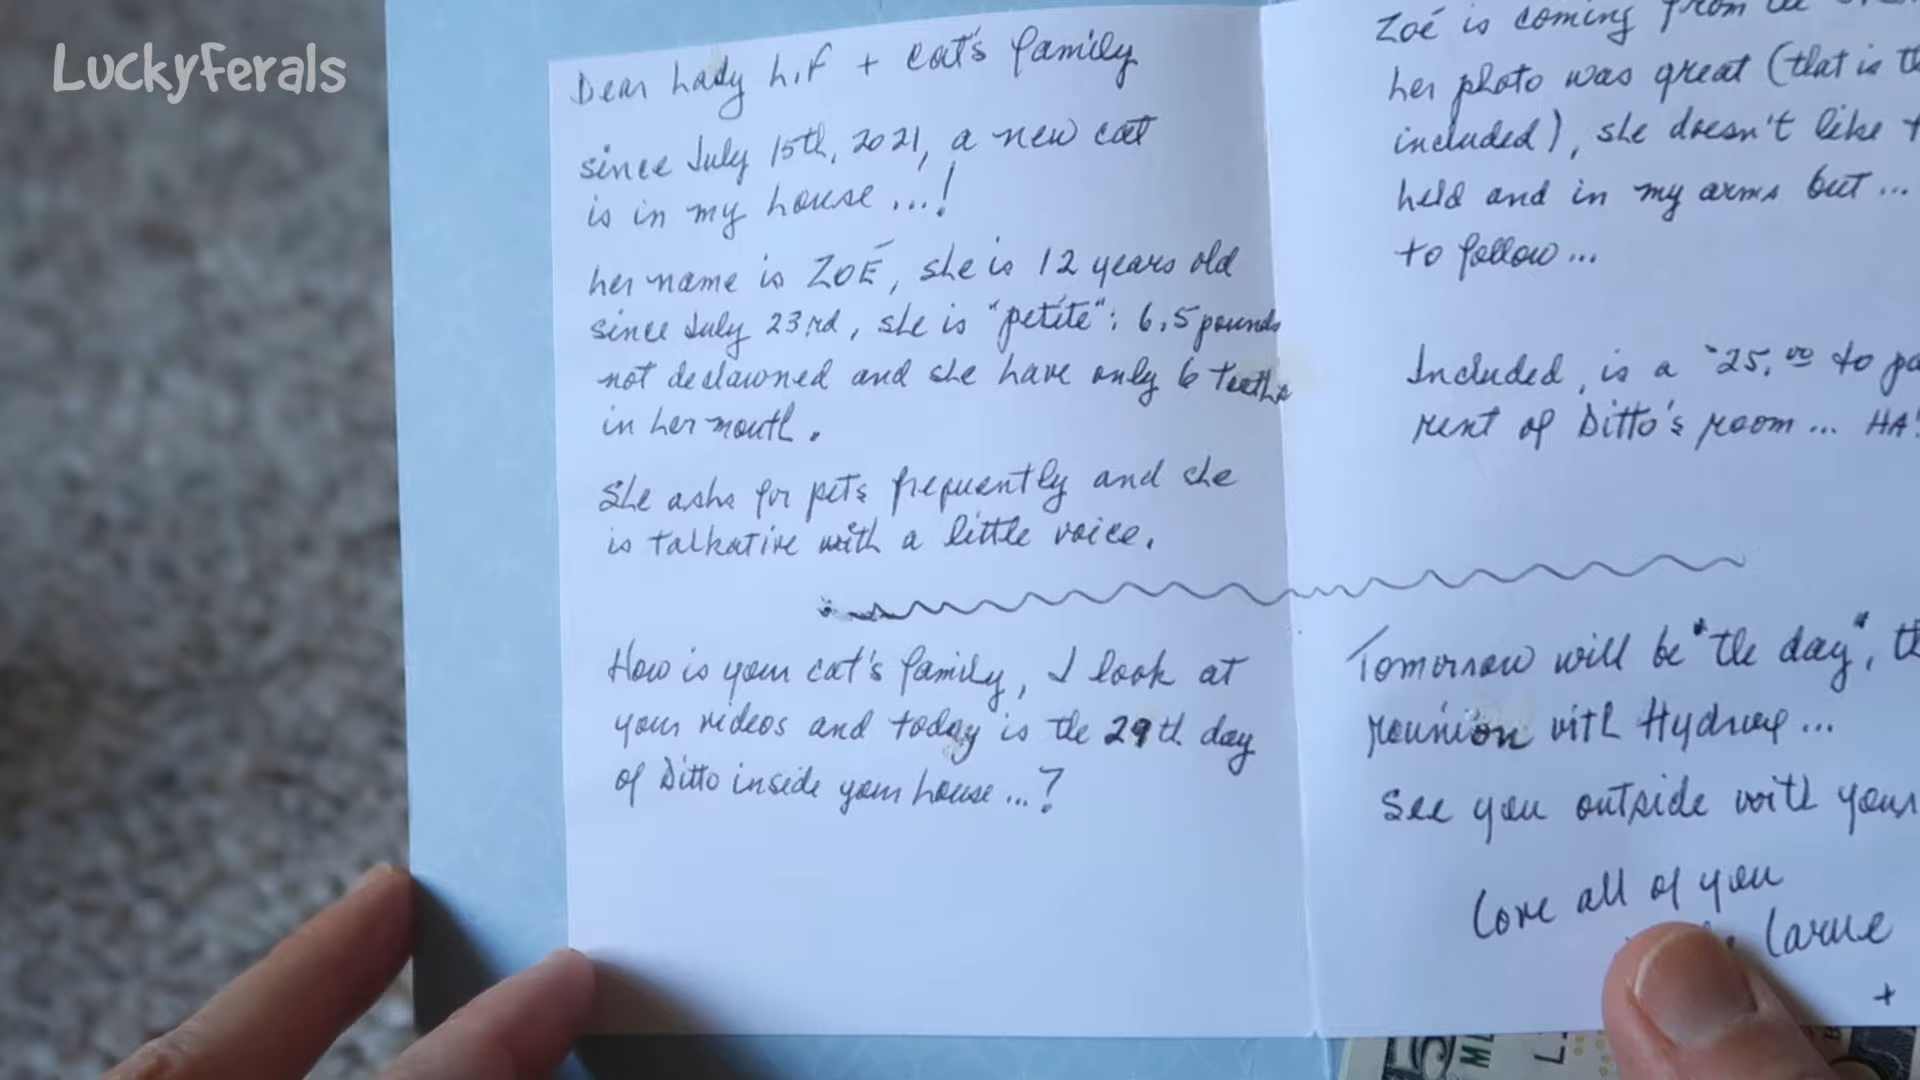 LuckyFerals
Dear Lady L.F + cat's family
since July 15th, 2021, a new cat
is in my house...!
her name is ZOÉ, she is 12 years old
since July 23rd, she is "petite": 6.5 pounds
not declawned and she have only 6 teeths
in her mouth.
She asks for pets frequently and she
is talkative with a little voice.
How is your cat's family, I look at
your videos and today is the 29th day
of Ditto inside your house...?
Zoé is coming from
her photo was great (that is
included), she doesn't like
held and in my arms but...
to follow...
Included, is a 25.00 to
rent of Ditto's room... HA!
Tomorrow will be "the day",
reunion with Hydrox...
See you outside with your
Love all of you
Larue
+